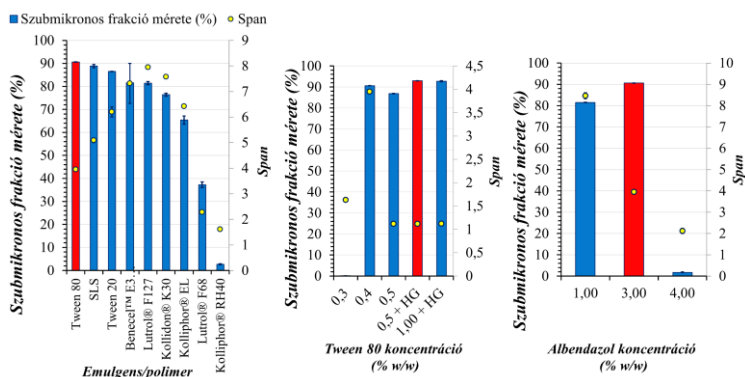 Szubmikronos frakció mérete (%) Span
Szubmikronos frakció mérete (%)
100
90
80
70
60
50
40
30
20
10
0
9
8
7
6
5
4
3
2
1
0
Span
Tween 80
SLS
Tween 20
Benecel™ E3
Lutrol® F127
Kollidon® K30
Kolliphor® EL
Lutrol® F68
Kolliphor® RH40
Emulgens/polimer
Szubmikronos frakció mérete (%)
100
90
80
70
60
50
40
30
20
10
0
5
4,5
4
3,5
3
2,5
2
1,5
1
0,5
0
Span
0,3
0,4
0,5
0,5 + HG
1,00 + HG
Tween 80 koncentráció
(% w/w)
Szubmikronos frakció mérete (%)
100
90
80
70
60
50
40
30
20
10
0
10
9
8
7
6
5
4
3
2
1
0
Span
1,00 3,00 4,00
Albendazol koncentráció
(% w/w)